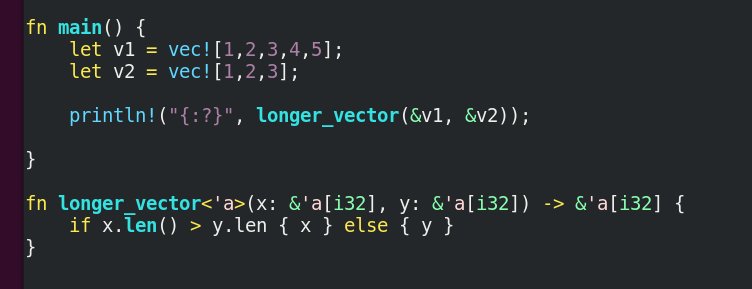 fn main() {
    let v1 = vec![1,2,3,4,5];
    let v2 = vec![1,2,3];
    println!("{:?}", longer_vector(&v1, &v2));
}
fn longer_vector<'a>(x: &'a[i32], y: &'a[i32]) -> &'a[i32] {
    if x.len() > y.len { x } else { y }
}